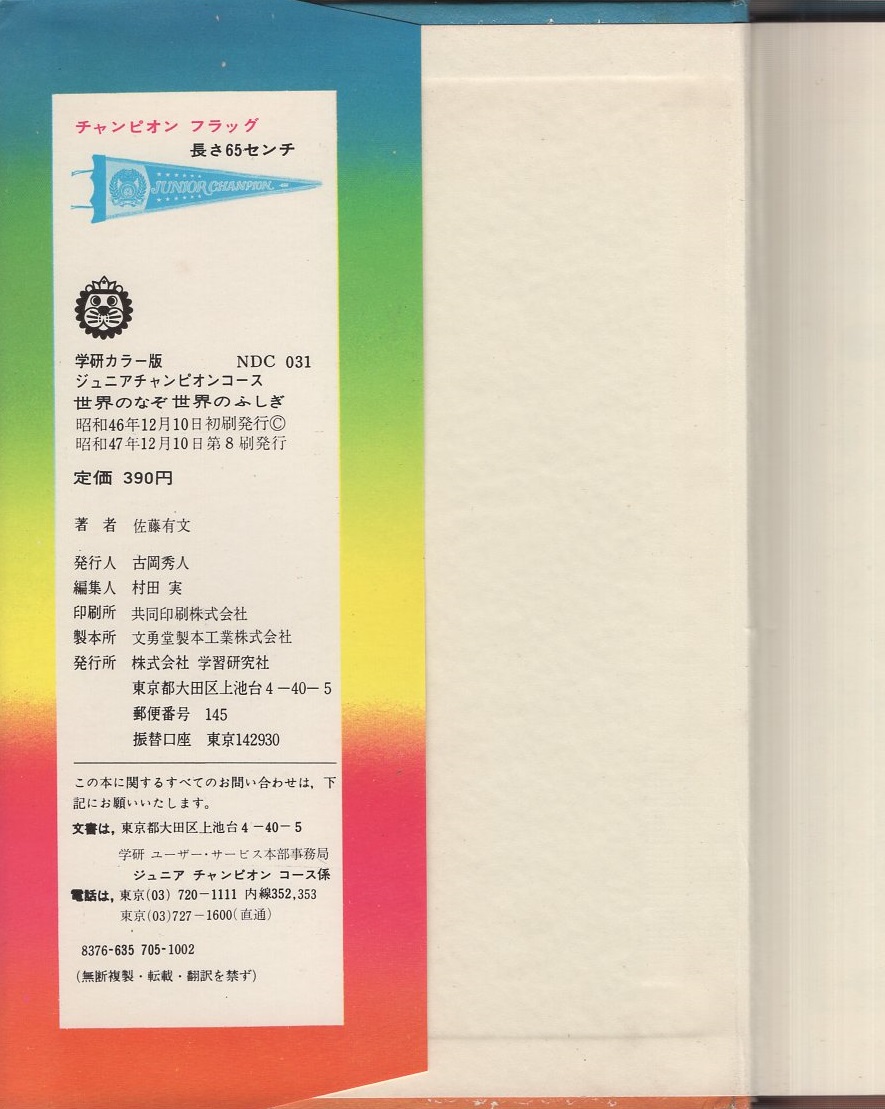 チャンピオン フラッグ
長さ65センチ
JUNIOR CHAMPION
学研カラー版 NDC 031
ジュニアチャンピオンコース
世界のなぞ世界のふしぎ
昭和46年12月10日初刷発行©
昭和47年12月10日第8刷発行
定価 390円
著 者 佐藤有文
発行人 古岡秀人
編集人 村田 実
印刷所 共同印刷株式会社
製本所 文勇堂製本工業株式会社
発行所 株式会社 学習研究社
東京都大田区上池台4-40-5
郵便番号 145
振替口座 東京142930
この本に関するすべてのお問い合わせは,下
記にお願いいたします。
文書は,東京都大田区上池台4-40-5
学研 ユーザー・サービス本部事務局
ジュニア チャンピオン コース係
電話は,東京(03) 720-1111 内線352,353
東京(03)727-1600(直通)
8376-635 705-1002
(無断複製・転載・翻訳を禁ず)